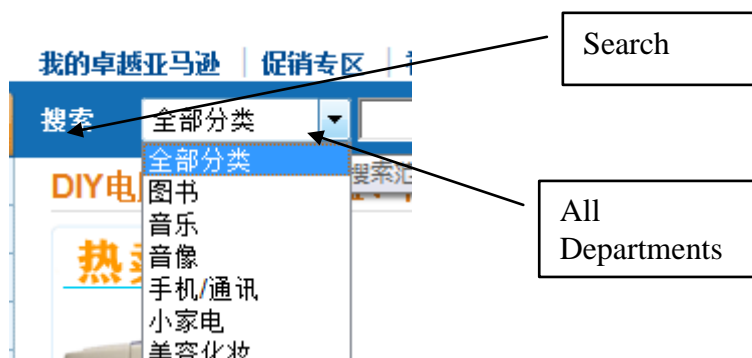 我的卓越亚马逊 促销专区
搜索 全部分类
全部分类
图书
音乐
音像
手机/通讯
小家电
美容化妆
DIY电
搜索范
热
Search
All
Departments